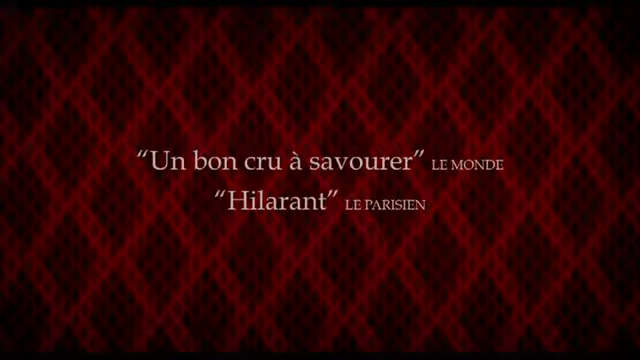 “Un bon cru à savourer” LE MONDE
“Hilarant” LE PARISIEN